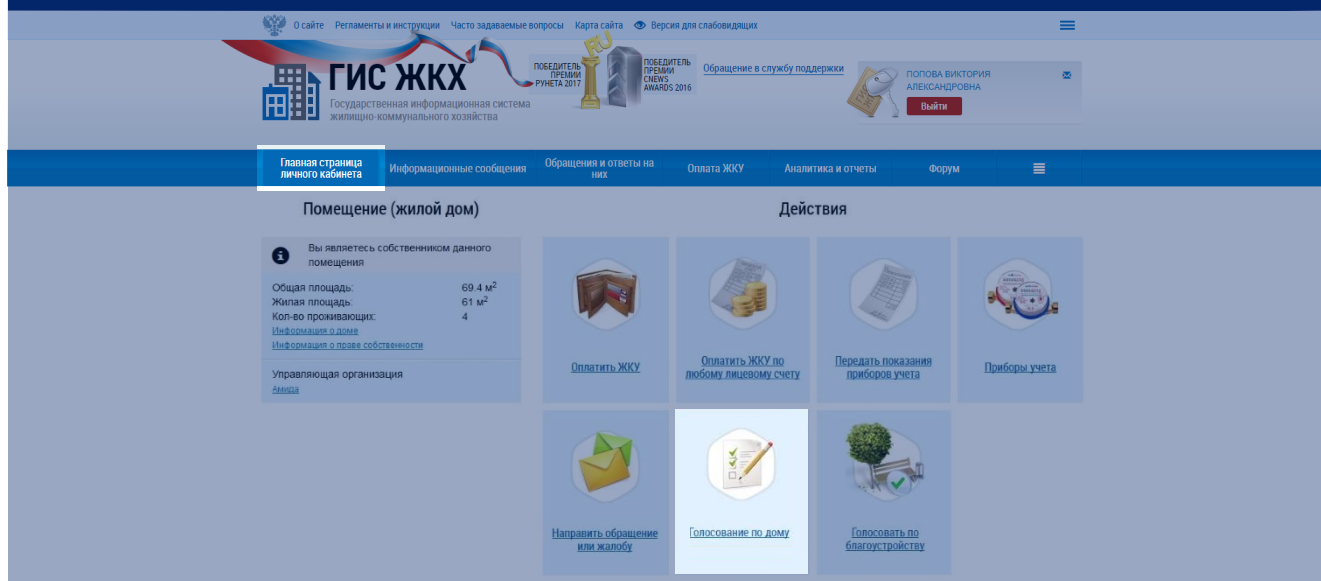 О сайте Регламенты и инструкции Часто задаваемые вопросы Карта сайта Версия для слабовидящих
ГИС ЖКХ
Государственная информационная система
жилищно-коммунального хозяйства
ПОБЕДИТЕЛЬ
ПРЕМИИ
РУНЕТА 2017
RU
ПОБЕДИТЕЛЬ
ПРЕМИИ
CNEWS
AWARDS 2016
Обращение в службу поддержки
ПОПОВА ВИКТОРИЯ
АЛЕКСАНДРОВНА
Выйти
Главная страница
личного кабинета
Информационные сообщения
Обращения и ответы на
них
Оплата ЖКУ
Аналитика и отчеты
Форум
Помещение (жилой дом)
Вы являетесь собственником данного
помещения
Общая площадь: 69.4 м²
Жилая площадь: 61 м²
Кол-во проживающих: 4
Информация о доме
Информация о праве собственности
Управляющая организация
Амида
Действия
Оплатить ЖКУ
Оплатить ЖКУ по
любому лицевому счету
Передать показания
приборов учета
Приборы учета
Направить обращение
или жалобу
Голосование по дому
Голосовать по
благоустройству